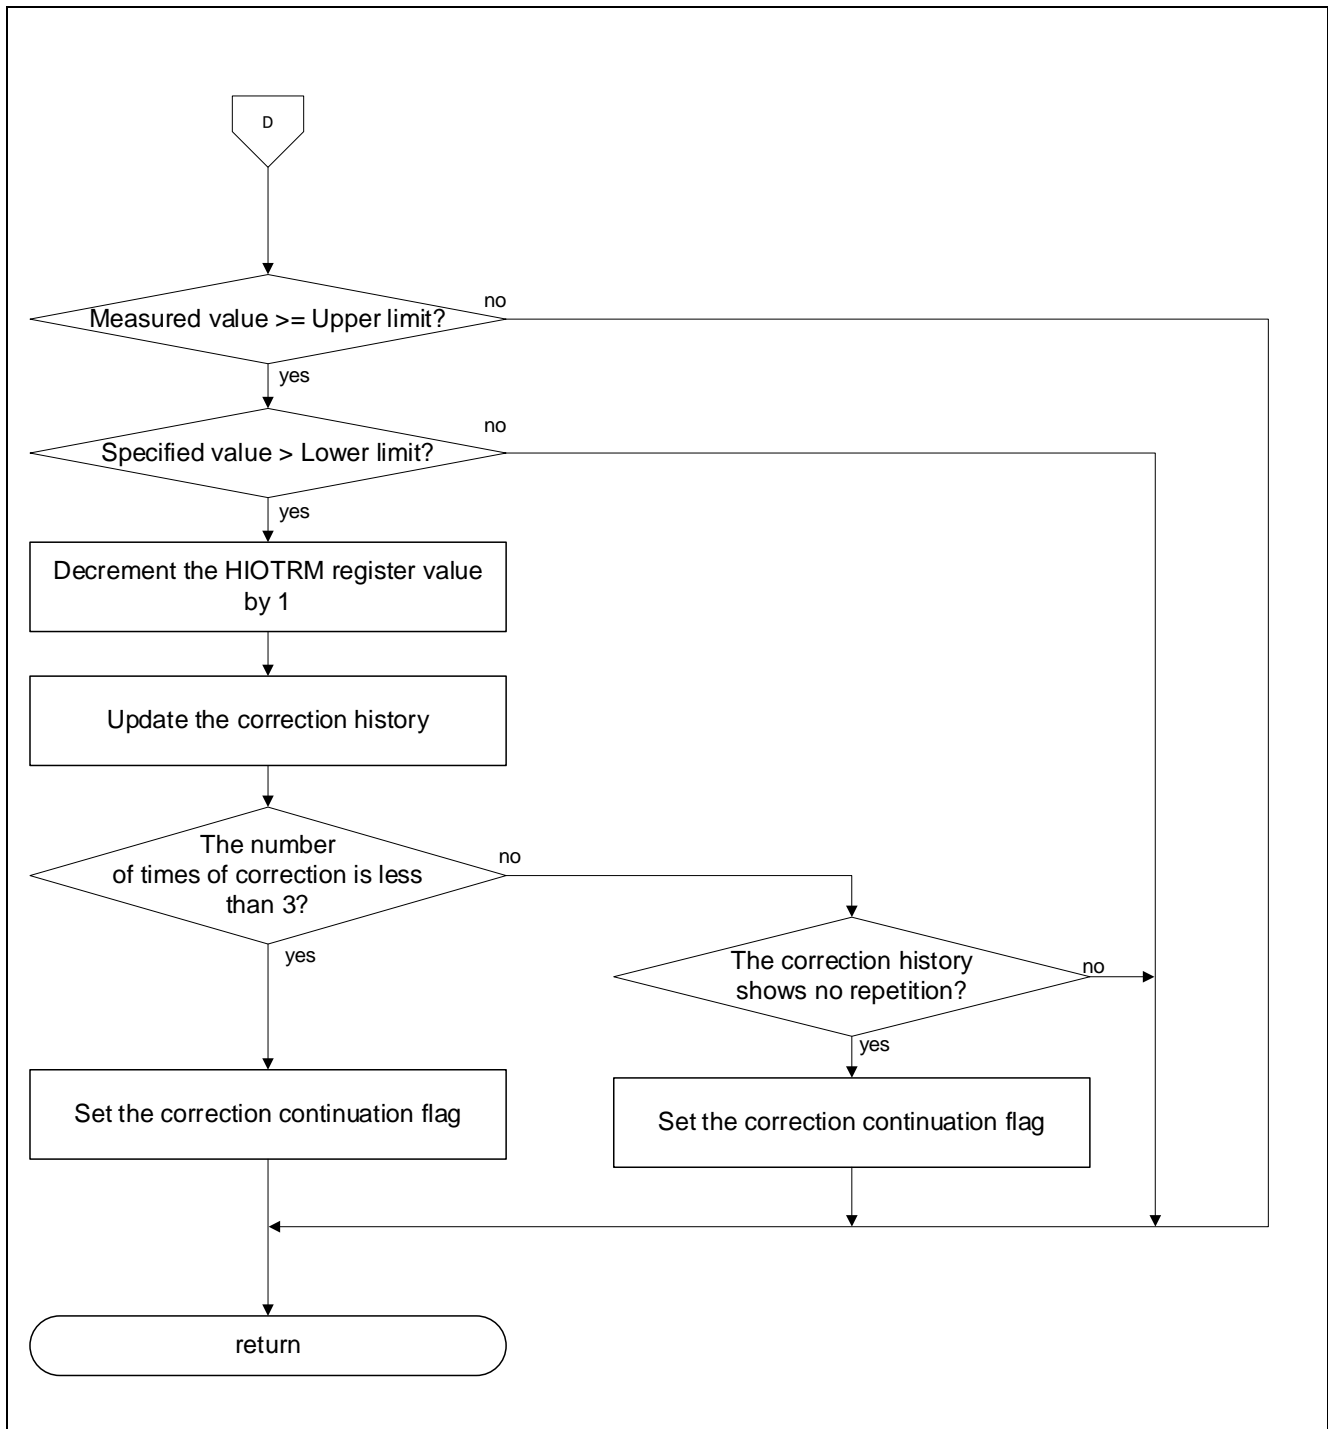 D
Measured value >= Upper limit?
no
yes
Specified value > Lower limit?
no
yes
Decrement the HIOTRM register value
by 1
Update the correction history
The number
of times of correction is less
than 3?
no
yes
The correction history
shows no repetition?
no
yes
Set the correction continuation flag
Set the correction continuation flag
return